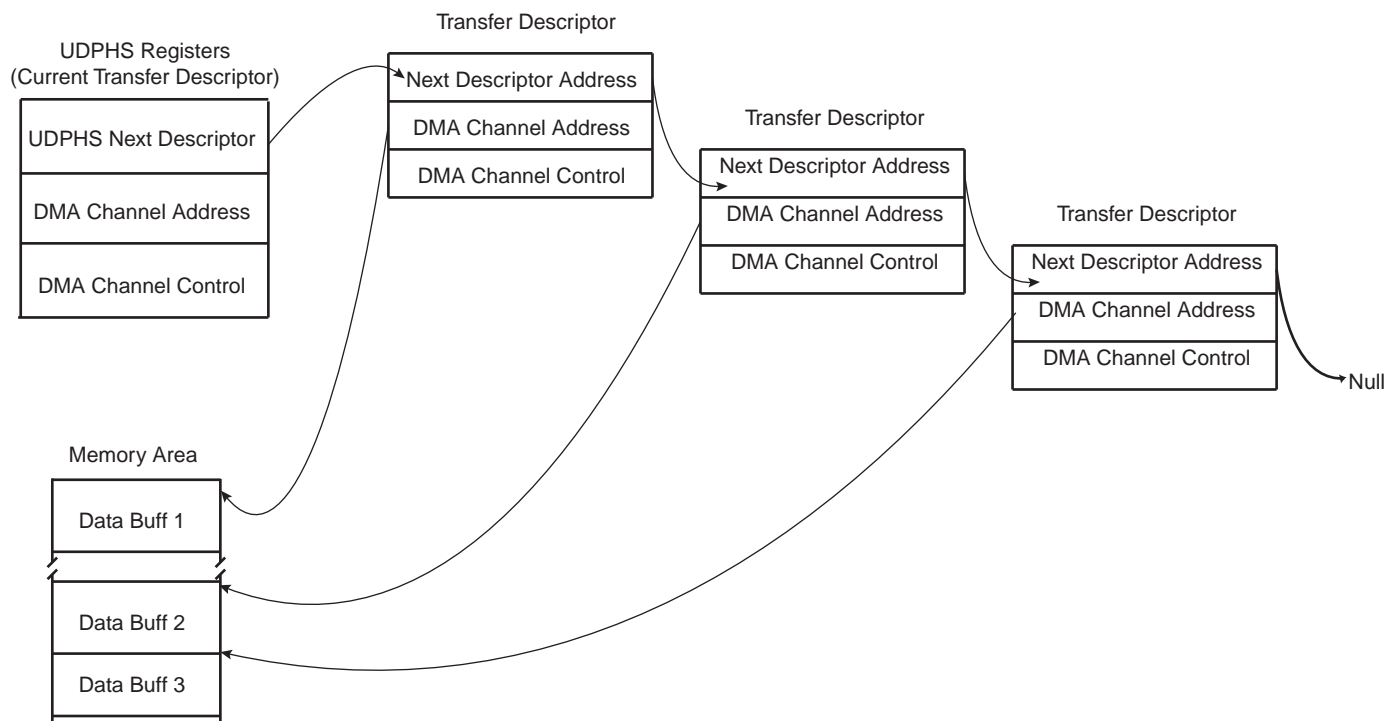 UDPHS Registers
(Current Transfer Descriptor)
UDPHS Next Descriptor
DMA Channel Address
DMA Channel Control
Transfer Descriptor
Next Descriptor Address
DMA Channel Address
DMA Channel Control
Transfer Descriptor
Next Descriptor Address
DMA Channel Address
DMA Channel Control
Transfer Descriptor
Next Descriptor Address
DMA Channel Address
DMA Channel Control
Null
Memory Area
Data Buff 1
Data Buff 2
Data Buff 3